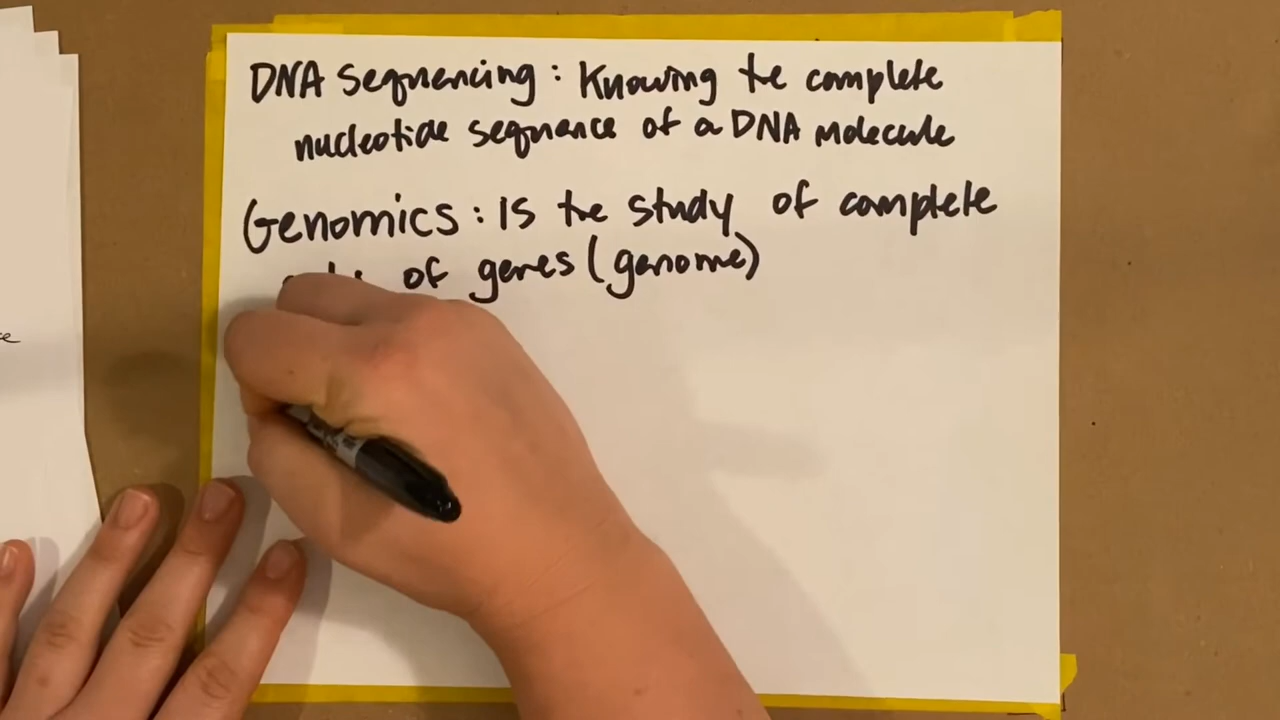 DNA Sequencing : Knowing the complete
nucleotide sequence of a DNA molecule
Genomics : Is the study of complete
of genes (genome)